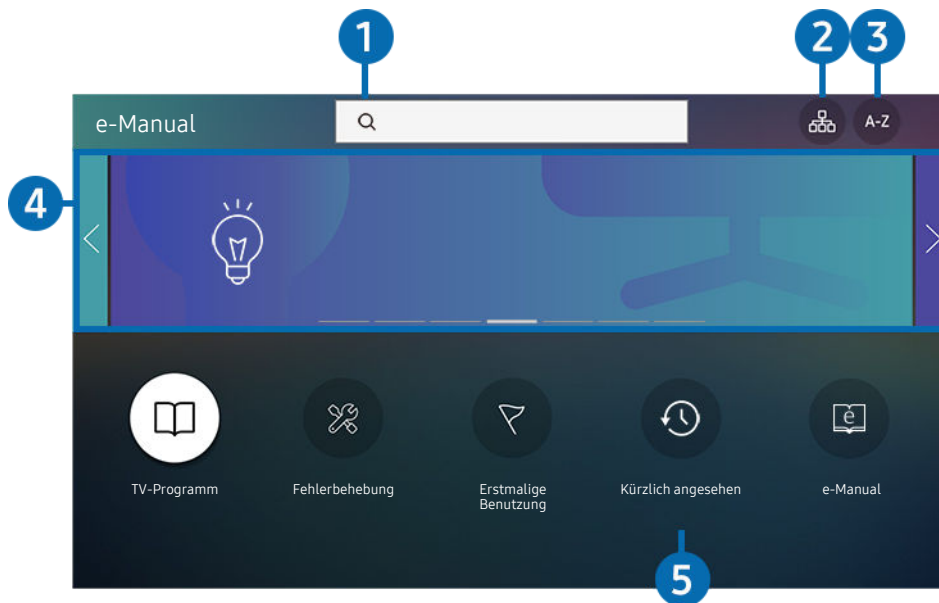 1
2
3
e-Manual
A-Z
4
TV-Programm
Fehlerbehebung
Erstmalige
Benutzung
Kürzlich angesehen
e-Manual
5